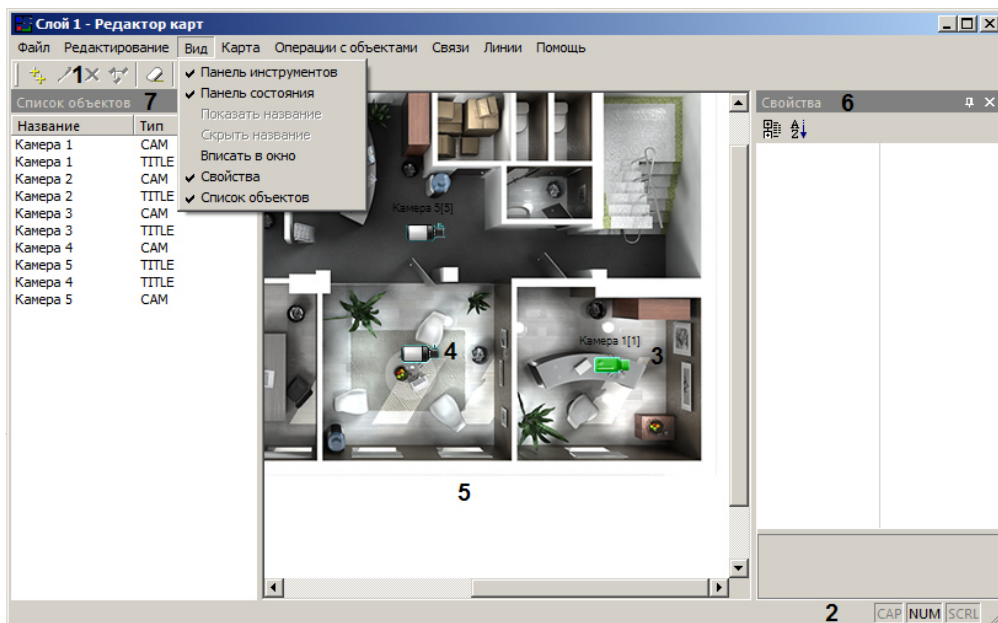 Слой 1 - Редактор карт
Файл Редактирование Вид Карта Операции с объектами Связи Линии Помощь
1
Панель инструментов
Панель состояния
Показать название
Скрыть название
Вписать в окно
Свойства
Список объектов
Список объектов 7
Название Тип
Камера 1 CAM
Камера 1 TITLE
Камера 2 CAM
Камера 2 TITLE
Камера 3 CAM
Камера 3 TITLE
Камера 4 CAM
Камера 5 TITLE
Камера 4 TITLE
Камера 5 CAM
Камера 5[5]
4
Камера 1[1]
3
5
Свойства 6
2 CAP NUM SCRL